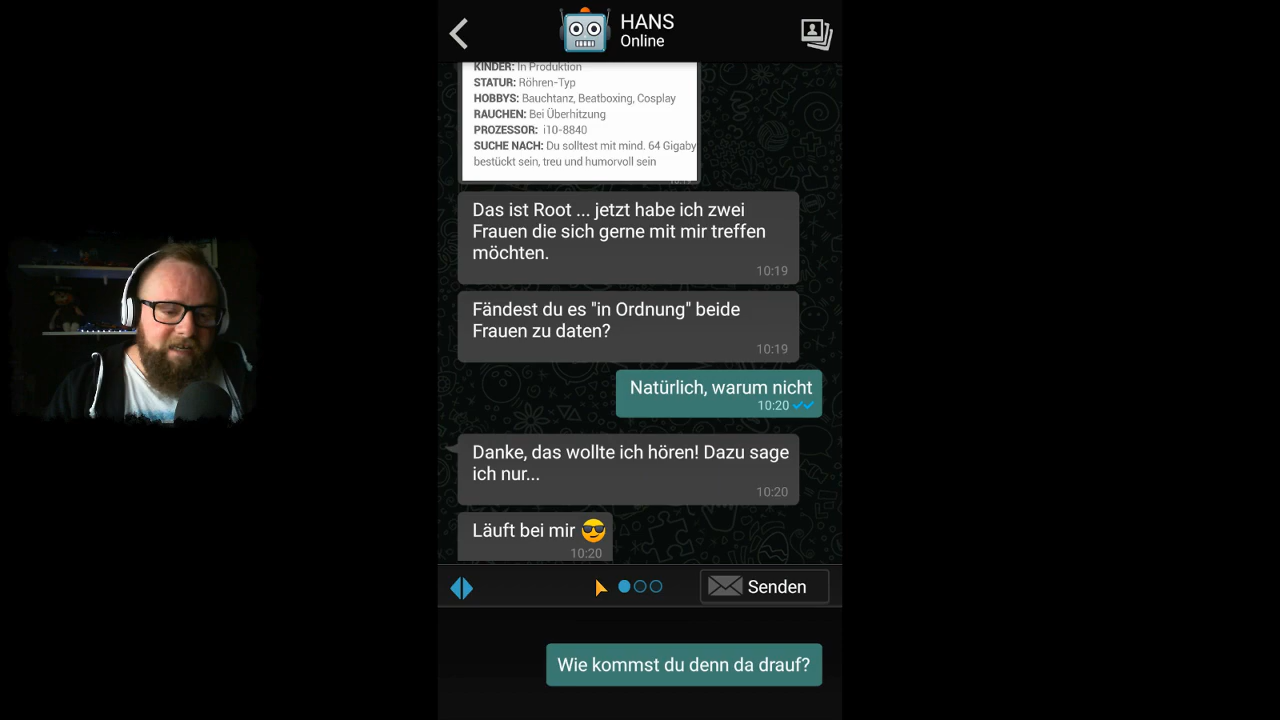 HANS
Online
KINDER: In Produktion
STATUR: Röhren-Typ
HOBBYS: Bauchtanz, Beatboxing, Cosplay
RAUCHEN: Bei Überhitzung
PROZESSOR: i10-8840
SUCHE NACH: Du solltest mit mind. 64 Gigaby
bestückt sein, treu und humorvoll sein
10:19
Das ist Root ... jetzt habe ich zwei
Frauen die sich gerne mit mir treffen
möchten.
10:19
Fändest du es "in Ordnung" beide
Frauen zu daten?
10:19
Natürlich, warum nicht
10:20
Danke, das wollte ich hören! Dazu sage
ich nur...
10:20
Läuft bei mir 😎
10:20
Senden
Wie kommst du denn da drauf?